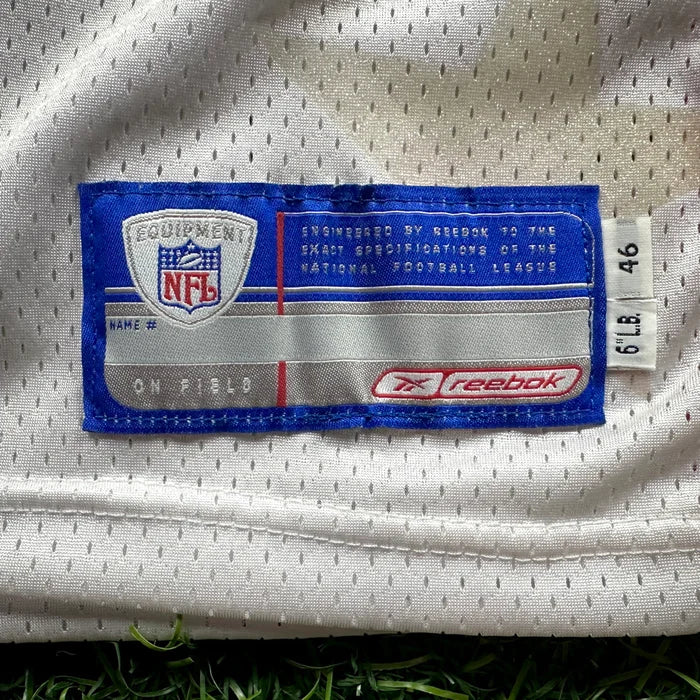 EQUIPMENT
NFL
ENGINEERED BY REEBOK TO THE
EXACT SPECIFICATIONS OF THE
NATIONAL FOOTBALL LEAGUE
NAME #
ON FIELD
reebok
46
6" L.B.